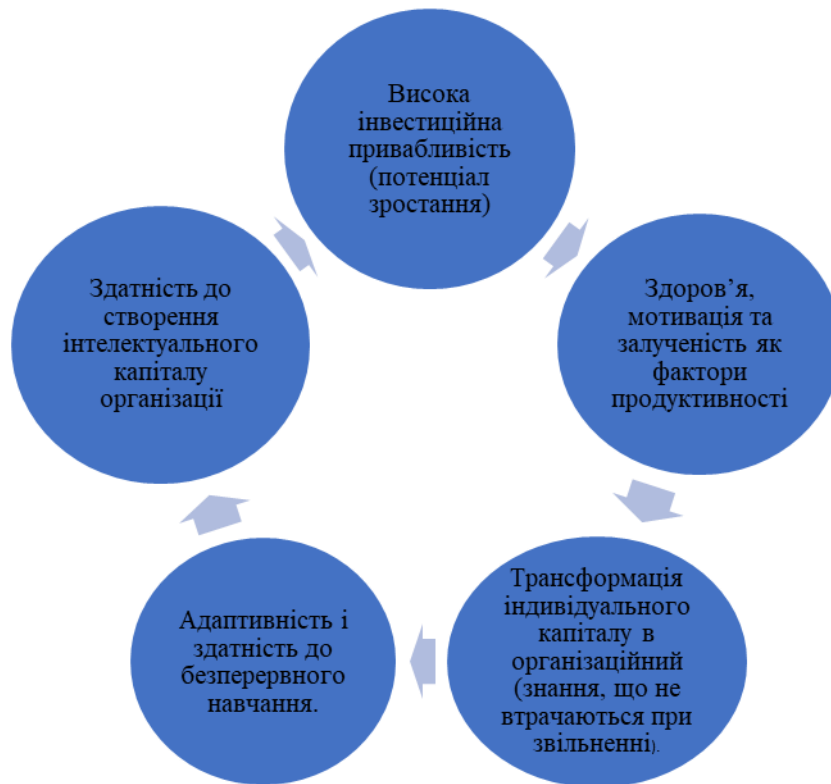 Висока
інвестиційна
привабливість
(потенціал
зростання)
Здоров’я,
мотивація та
залученість як
фактори
продуктивності
Трансформація
індивідуального
капіталу в
організаційний
(знання, що не
втрачаються при
звільненні).
Адаптивність і
здатність до
безперервного
навчання.
Здатність до
створення
інтелектуального
капіталу
організації